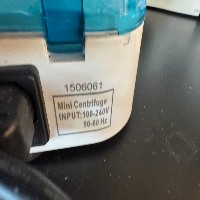 1506061
Mini Centrifuge
INPUT:100-240V
50-60 Hz